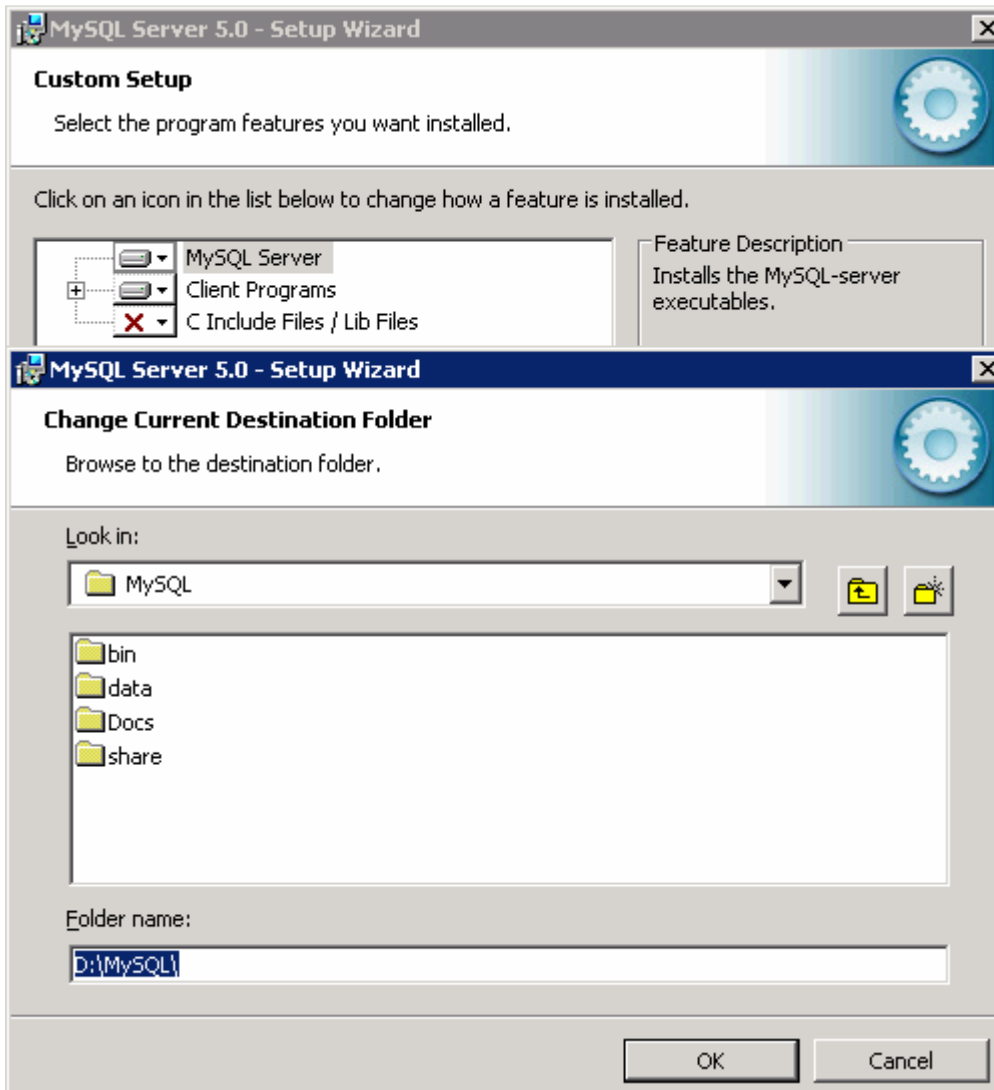 MySQL Server 5.0 - Setup Wizard
Custom Setup
Select the program features you want installed.
Click on an icon in the list below to change how a feature is installed.
MySQL Server
Client Programs
C Include Files / Lib Files
Feature Description
Installs the MySQL-server
executables.
MySQL Server 5.0 - Setup Wizard
Change Current Destination Folder
Browse to the destination folder.
Look in:
MySQL
bin
data
Docs
share
Folder name:
D:\MySQL\
OK
Cancel